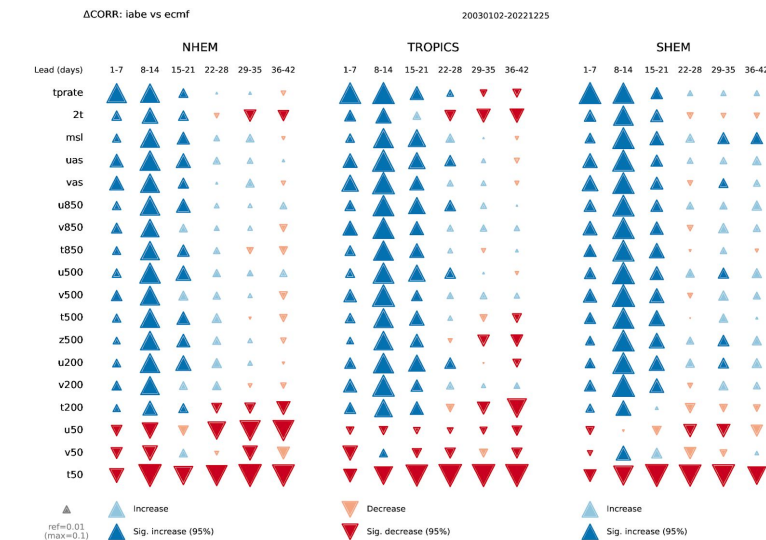 ΔCORR: iabe vs ecmf 20030102-20221225
NHEM TROPICS SHEM
Lead (days) 1-7 8-14 15-21 22-28 29-35 36-42 1-7 8-14 15-21 22-28 29-35 36-42 1-7 8-14 15-21 22-28 29-35 36-42
tprate
2t
msl
uas
vas
u850
v850
t850
u500
v500
t500
z500
u200
v200
t200
u50
v50
t50
Increase Decrease Increase
ref=0.01
(max=0.1)
Sig. increase (95%) Sig. decrease (95%) Sig. increase (95%)